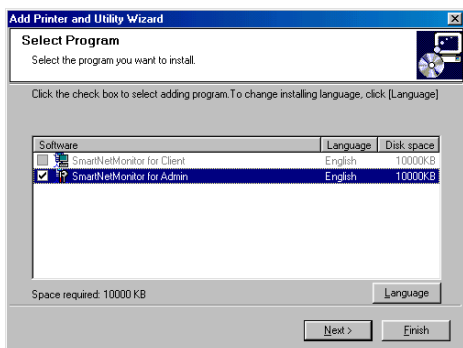 Add Printer and Utility Wizard
Select Program
Select the program you want to install.
Click the check box to select adding program.To change installing language, click [Language]
Software Language Disk space
SmartNetMonitor for Client English 10000KB
SmartNetMonitor for Admin English 10000KB
Space required: 10000 KB
Language
Next > Finish